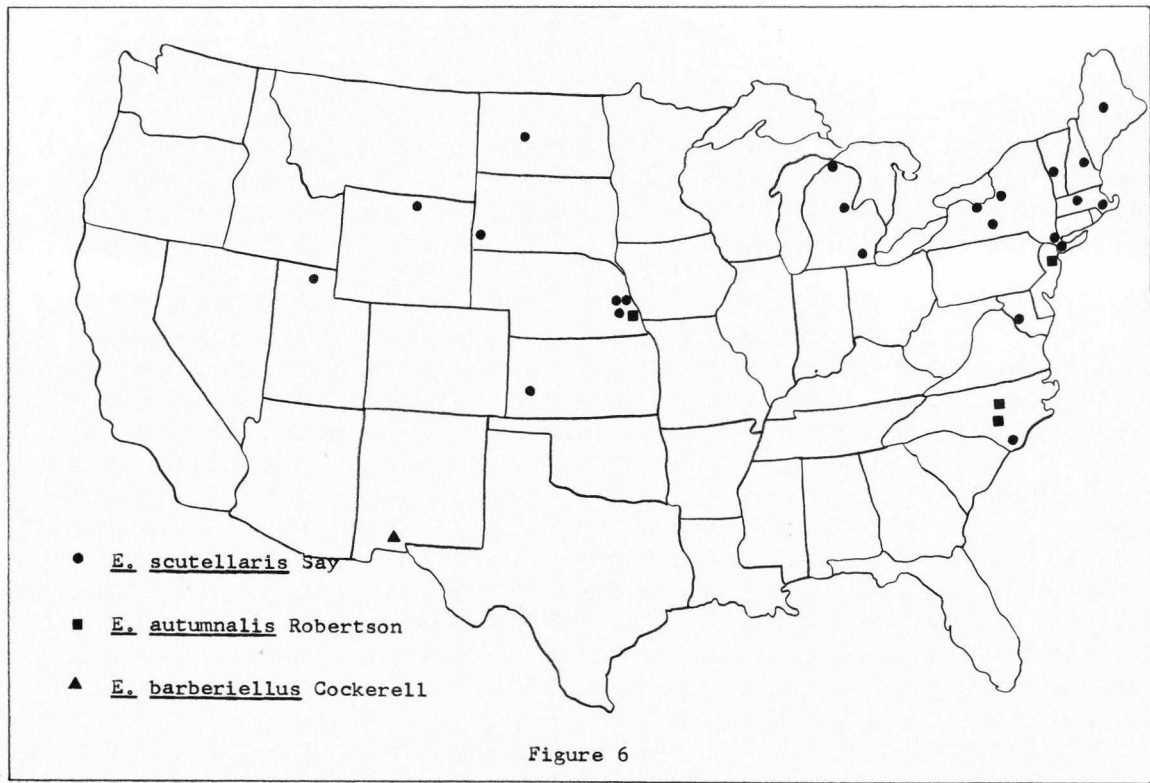 E. scutellaris Say
E. autumnalis Robertson
E. barberiellus Cockerell
Figure 6